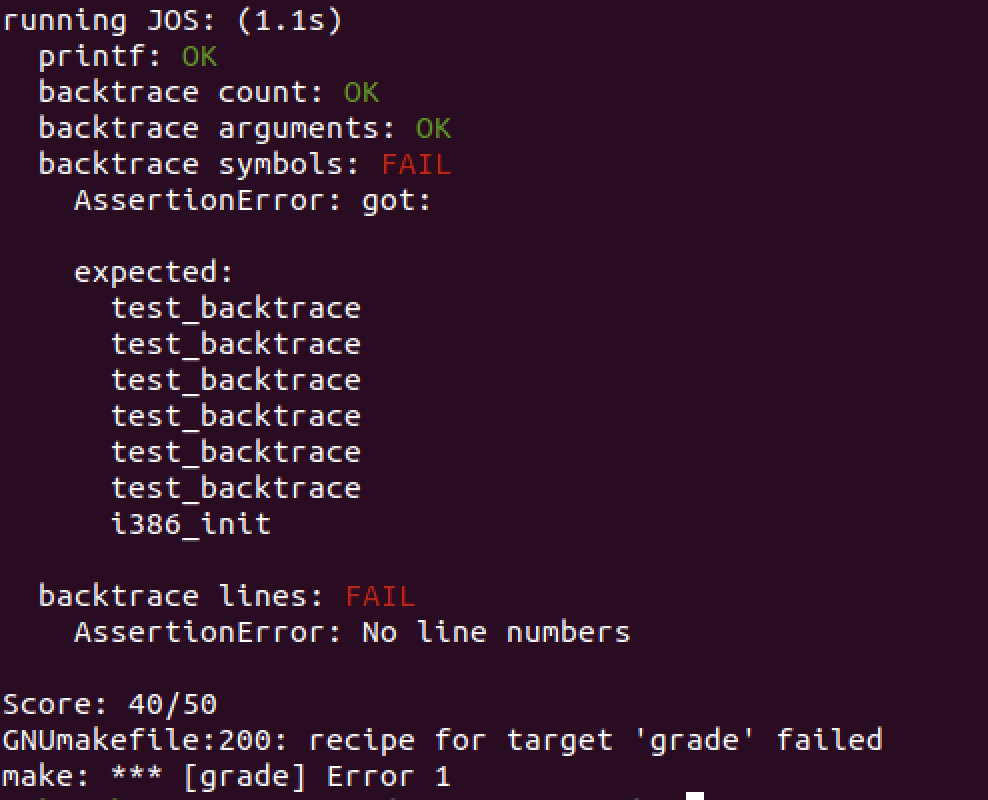 running JOS: (1.1s)
  printf: OK
  backtrace count: OK
  backtrace arguments: OK
  backtrace symbols: FAIL
    AssertionError: got:

    expected:
      test_backtrace
      test_backtrace
      test_backtrace
      test_backtrace
      test_backtrace
      test_backtrace
      i386_init

  backtrace lines: FAIL
    AssertionError: No line numbers

Score: 40/50
GNUmakefile:200: recipe for target 'grade' failed
make: *** [grade] Error 1